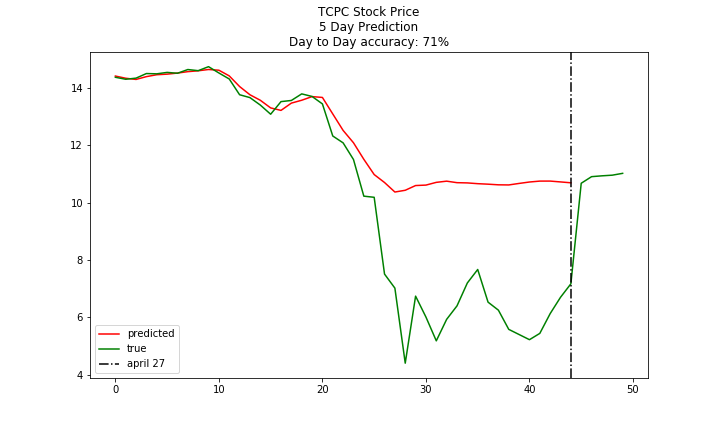 TCPC Stock Price
5 Day Prediction
Day to Day accuracy: 71%
14
12
10
8
6
4
predicted
true
april 27
0 10 20 30 40 50